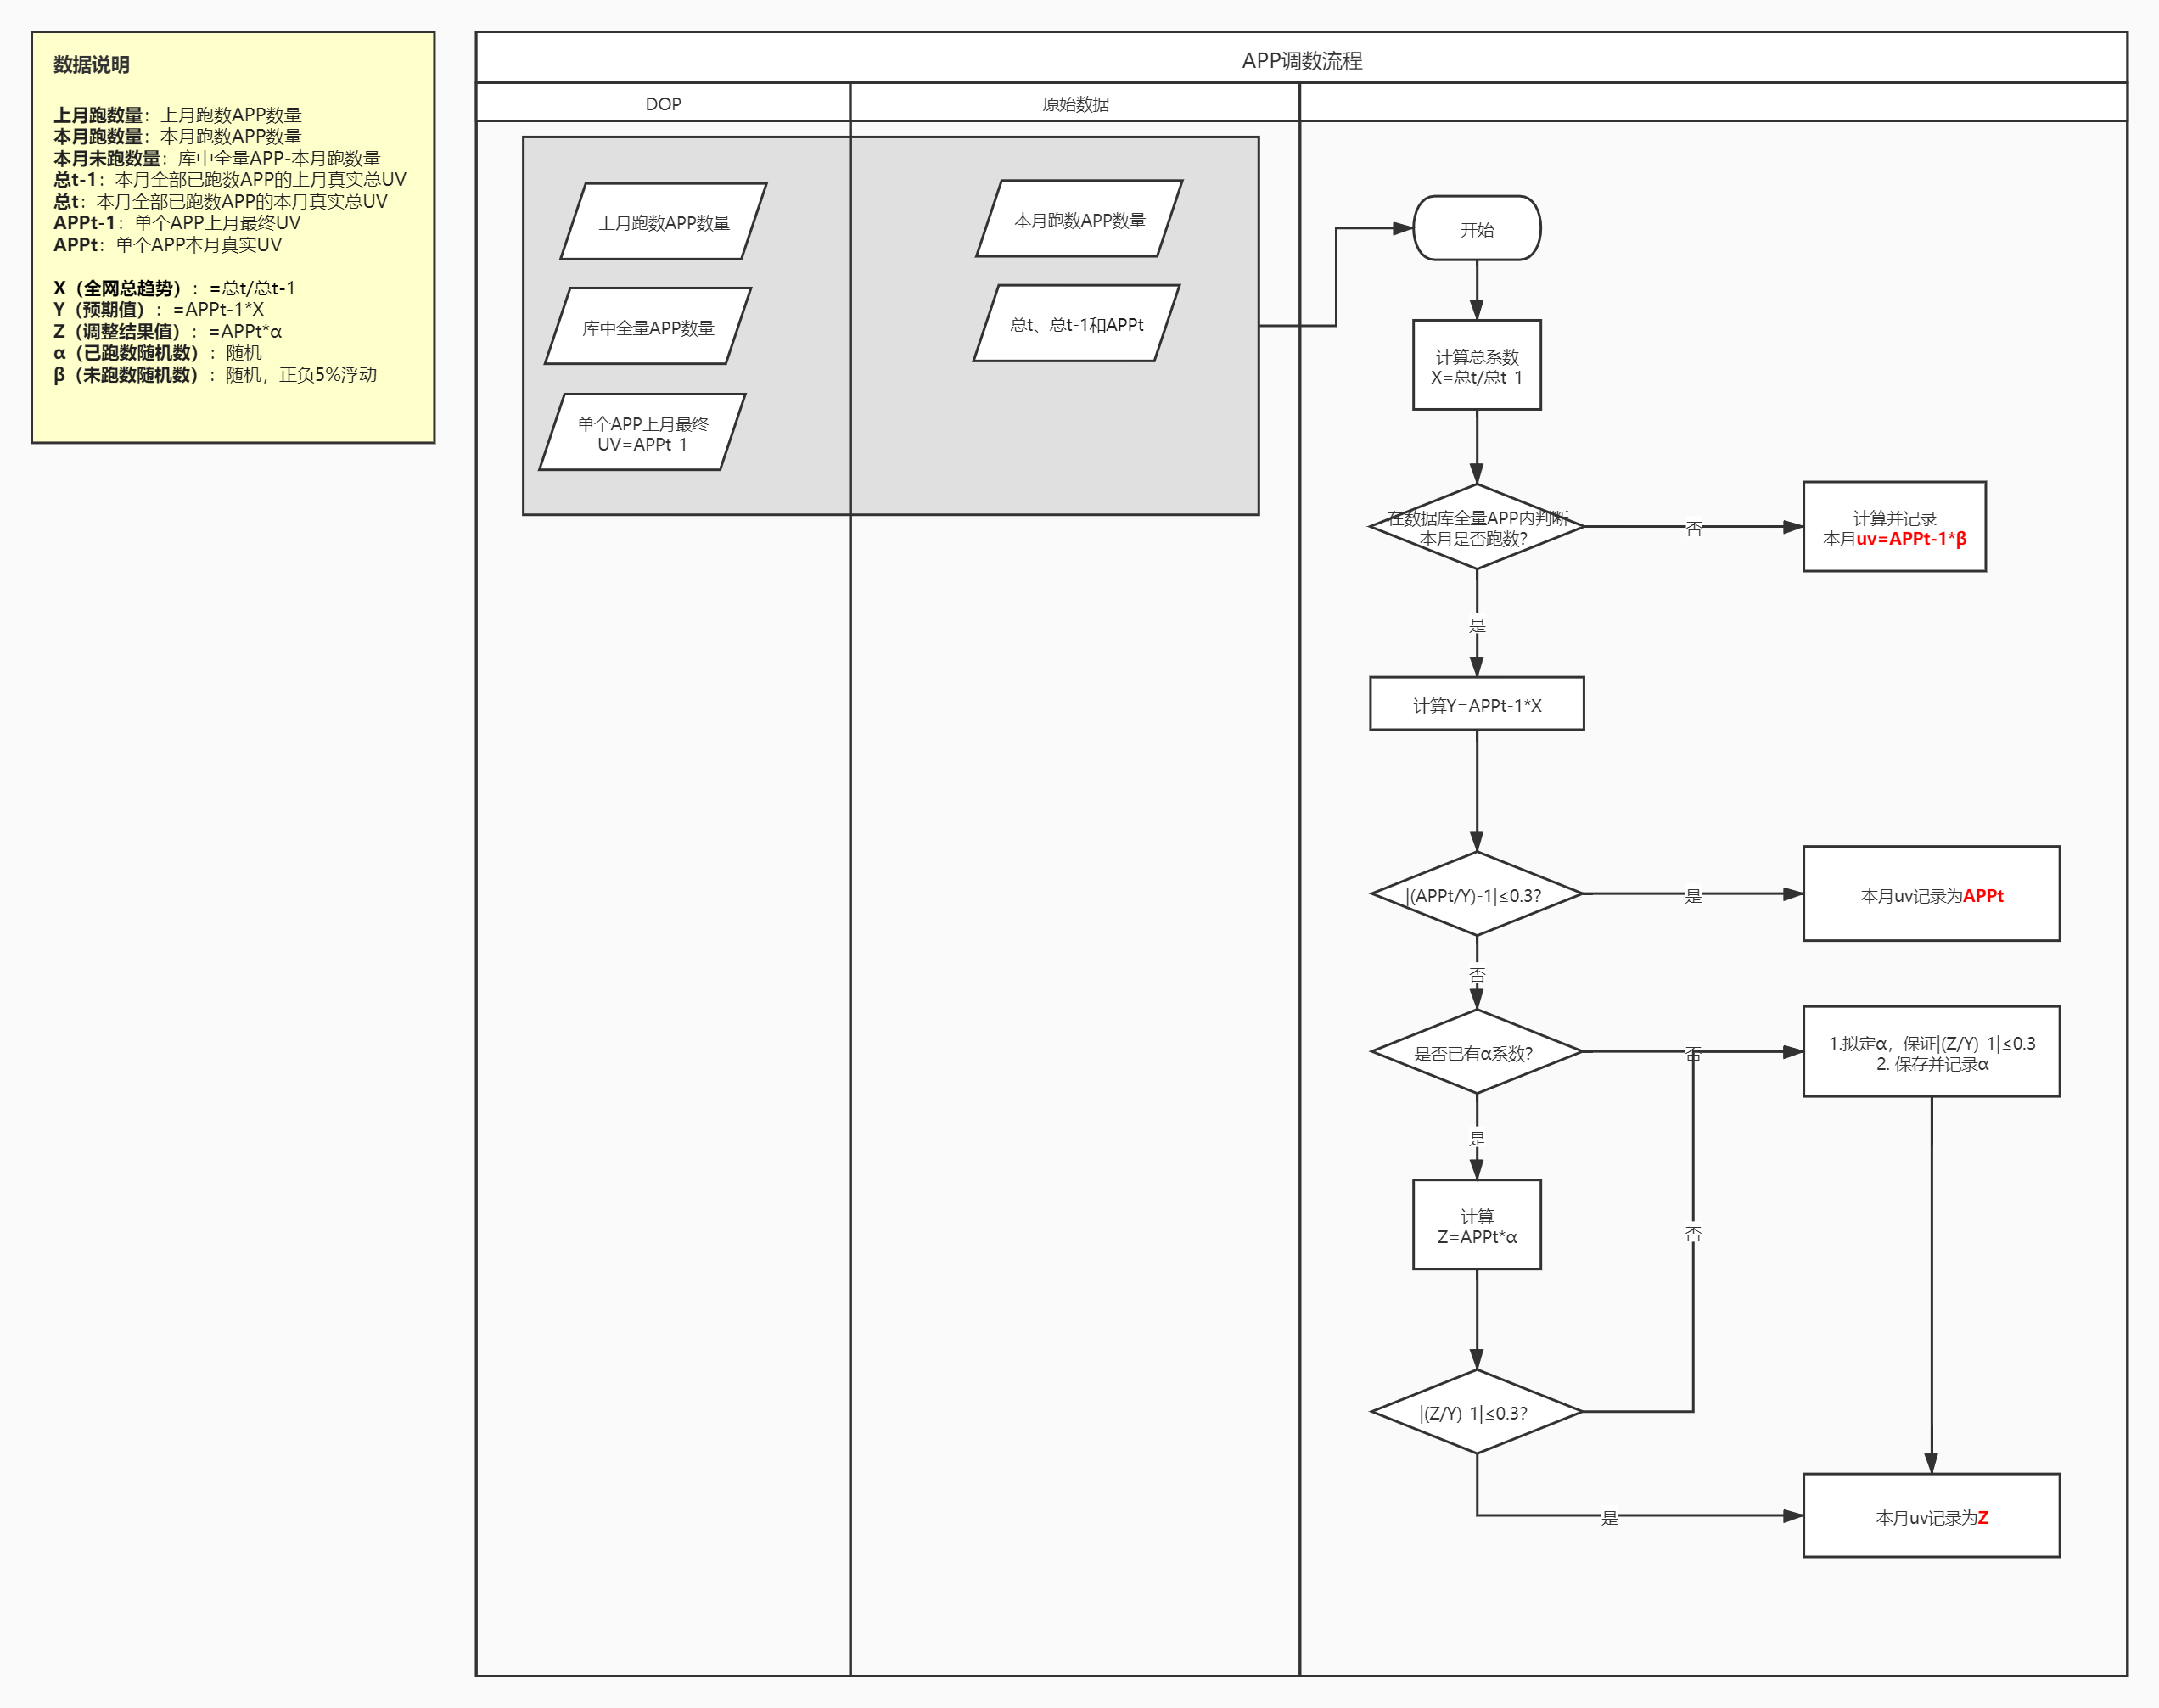 数据说明
上月跑数量：上月跑数APP数量
本月跑数量：本月跑数APP数量
本月未跑数量：库中全量APP-本月跑数量
总t-1：本月全部已跑数APP的上月真实总UV
总t：本月全部已跑数APP的本月真实总UV
APPt-1：单个APP上月最终UV
APPt：单个APP本月真实UV
X（全网总趋势）：=总t/总t-1
Y（预期值）：=APPt-1*X
Z（调整结果值）：=APPt*α
α（已跑数随机数）：随机
β（未跑数随机数）：随机，正负5%浮动
APP调数流程
DOP
原始数据
上月跑数APP数量
库中全量APP数量
单个APP上月最终
UV=APPt-1
本月跑数APP数量
总t、总t-1和APPt
开始
计算总系数
X=总t/总t-1
在数据库全量APP内判断
本月是否跑数？
否
计算并记录
本月uv=APPt-1*β
是
计算Y=APPt-1*X
|(APPt/Y)-1|≤0.3?
是
本月uv记录为APPt
否
是否已有α系数？
否
1.拟定α，保证|(Z/Y)-1|≤0.3
2. 保存并记录α
是
计算
Z=APPt*α
否
|(Z/Y)-1|≤0.3?
是
本月uv记录为Z